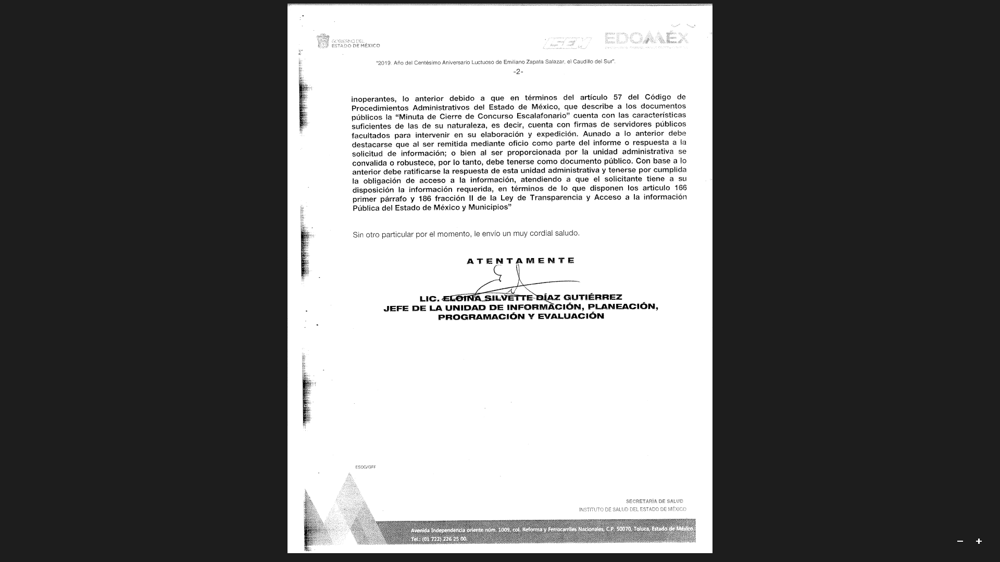 GOBIERNO DEL
ESTADO DE MÉXICO
ISEM
EDOMÉX
“2019. Año del Centésimo Aniversario Luctuoso de Emiliano Zapata Salazar, el Caudillo del Sur”.
-2-
inoperantes, lo anterior debido a que en términos del artículo 57 del Código de
Procedimientos Administrativos del Estado de México, que describe a los documentos
públicos la “Minuta de Cierre de Concurso Escalafonario” cuenta con las características
suficientes de las de su naturaleza, es decir, cuenta con firmas de servidores públicos
facultados para intervenir en su elaboración y expedición. Aunado a lo anterior debe
destacarse que al ser remitida mediante oficio como parte del informe o respuesta a la
solicitud de información; o bien al ser proporcionada por la unidad administrativa se
convalida o robustece, por lo tanto, debe tenerse como documento público. Con base a lo
anterior debe ratificarse la respuesta de esta unidad administrativa y tenerse por cumplida
la obligación de acceso a la información, atendiendo a que el solicitante tiene a su
disposición la información requerida, en términos de lo que disponen los articulo 166
primer párrafo y 186 fracción II de la Ley de Transparencia y Acceso a la información
Pública del Estado de México y Municipios”
Sin otro particular por el momento, le envío un muy cordial saludo.
ATENTAMENTE
LIC. ELOINA SILVETTE DÍAZ GUTIÉRREZ
JEFE DE LA UNIDAD DE INFORMACIÓN, PLANEACIÓN,
PROGRAMACIÓN Y EVALUACIÓN
ESDG/GFF
SECRETARÍA DE SALUD
INSTITUTO DE SALUD DEL ESTADO DE MÉXICO
Avenida Independencia oriente núm. 1009, col. Reforma y Ferrocarriles Nacionales, C.P. 50070, Toluca, Estado de México.
Tel.: (01 722) 226 25 00.